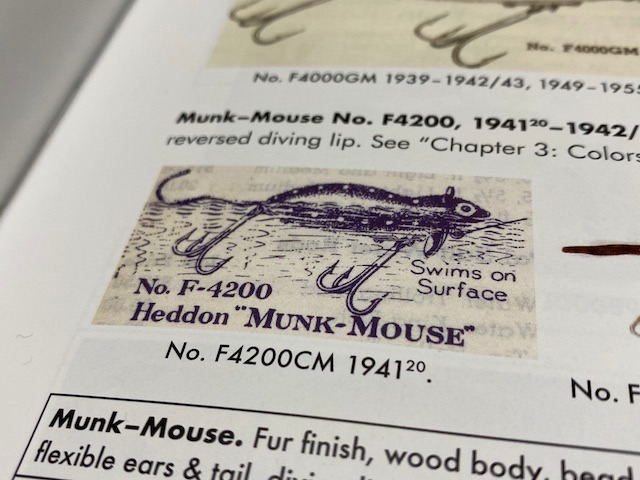 No. F4000GM
No. F4000GM 1939–1942/43, 1949–1955
Munk–Mouse No. F4200, 1941²⁰–1942/
reversed diving lip. See “Chapter 3: Colors
Swims on
Surface
No. F-4200
Heddon “MUNK-MOUSE”
No. F4200CM 1941²⁰.
No. F
Munk–Mouse. Fur finish, wood body, bead
flexible ears & tail,